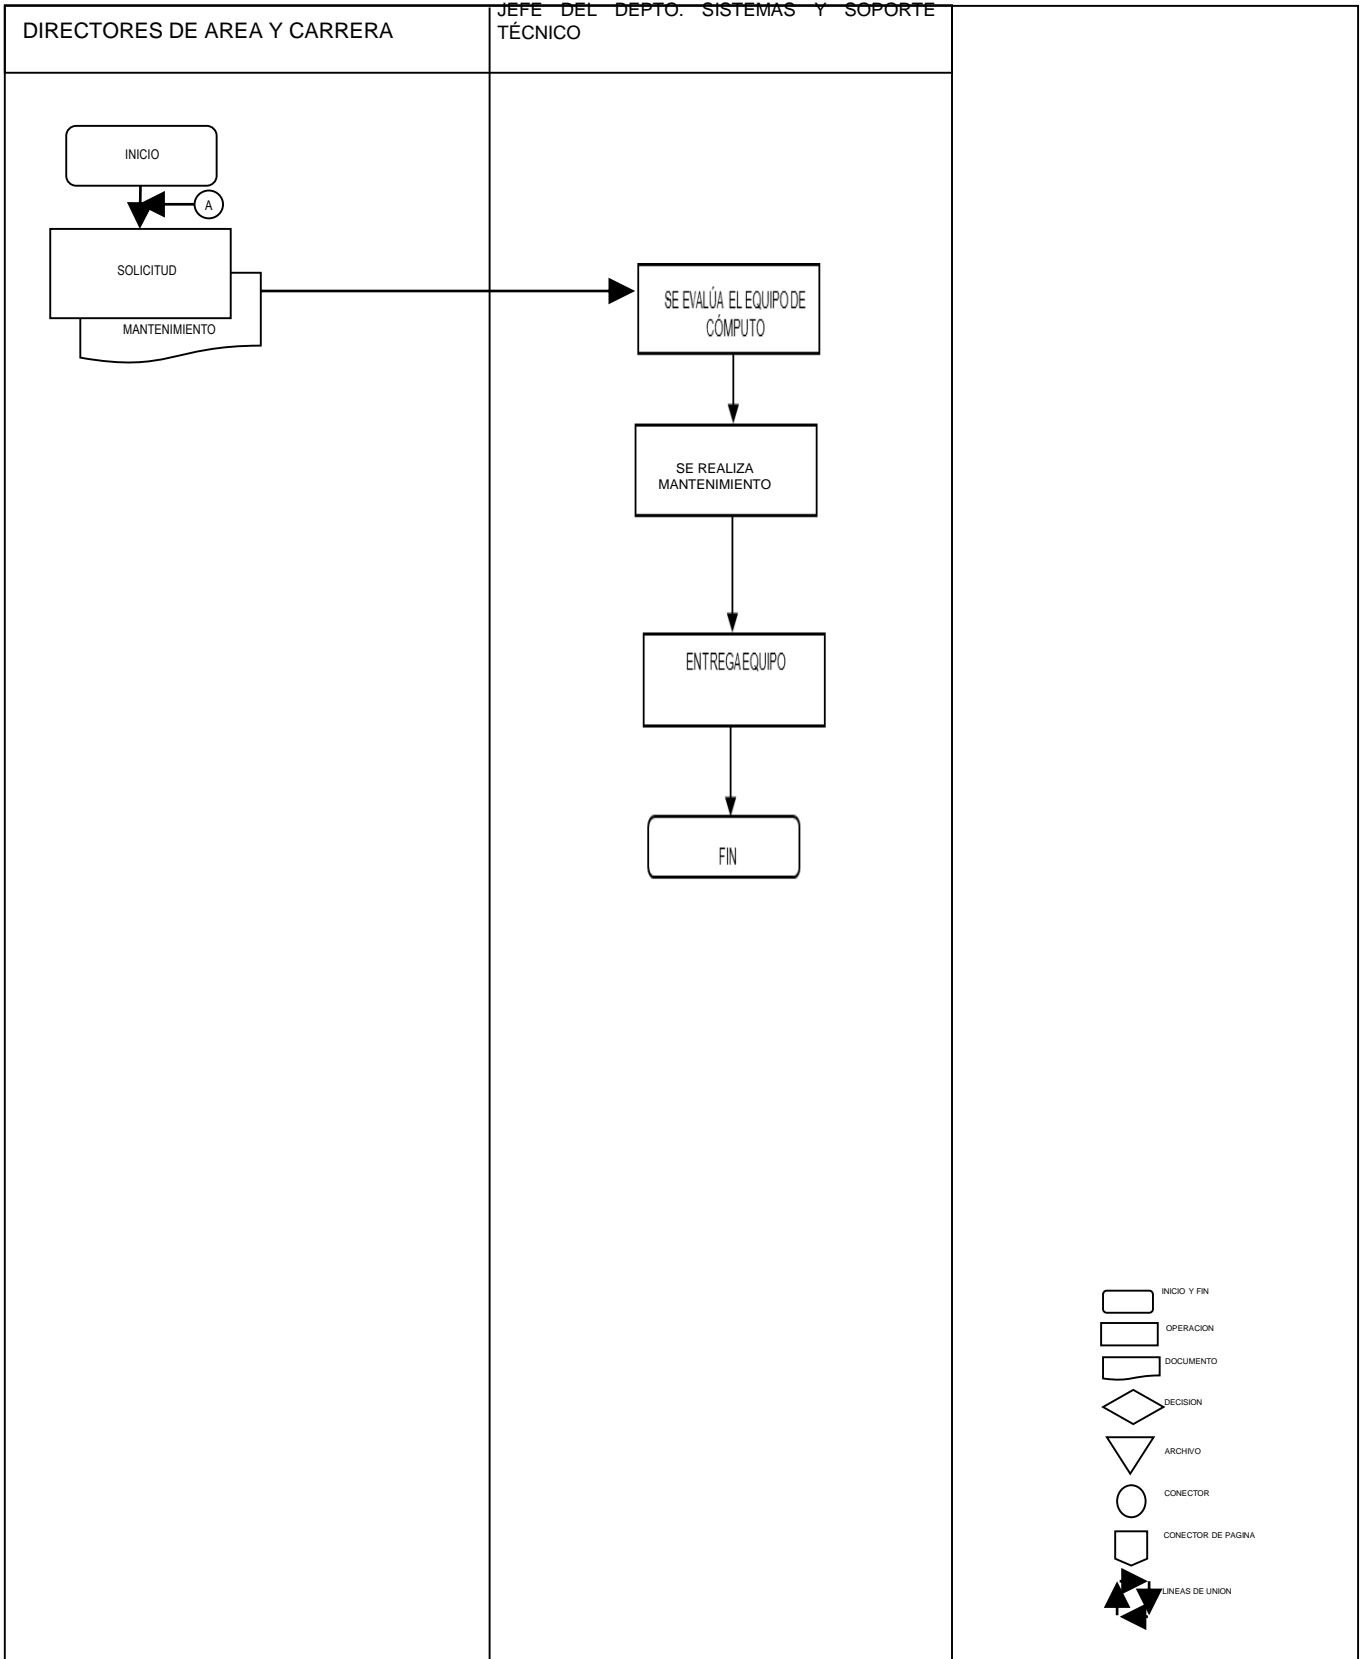 DIRECTORES DE AREA Y CARRERA
JEFE DEL DEPTO. SISTEMAS Y SOPORTE
TÉCNICO
INICIO
A
SOLICITUD
MANTENIMIENTO
SE EVALÚA EL EQUIPO DE
CÓMPUTO
SE REALIZA
MANTENIMIENTO
ENTREGA EQUIPO
FIN
INICIO Y FIN
OPERACION
DOCUMENTO
DECISION
ARCHIVO
CONECTOR
CONECTOR DE PAGINA
LINEAS DE UNION